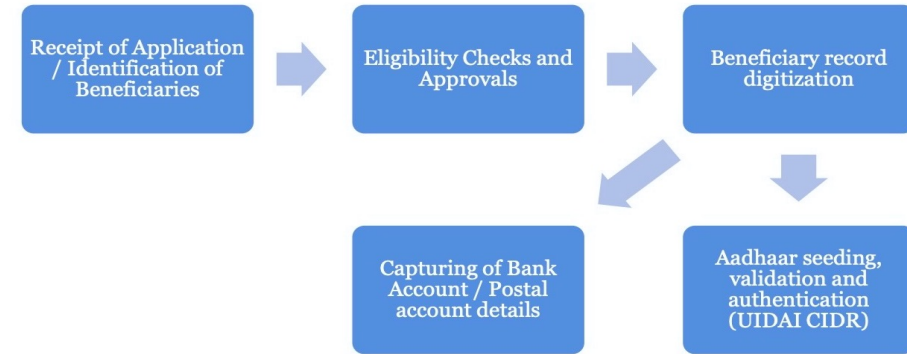 Receipt of Application
/ Identification of
Beneficiaries
Eligibility Checks and
Approvals
Beneficiary record
digitization
Capturing of Bank
Account / Postal
account details
Aadhaar seeding,
validation and
authentication
(UIDAI CIDR)